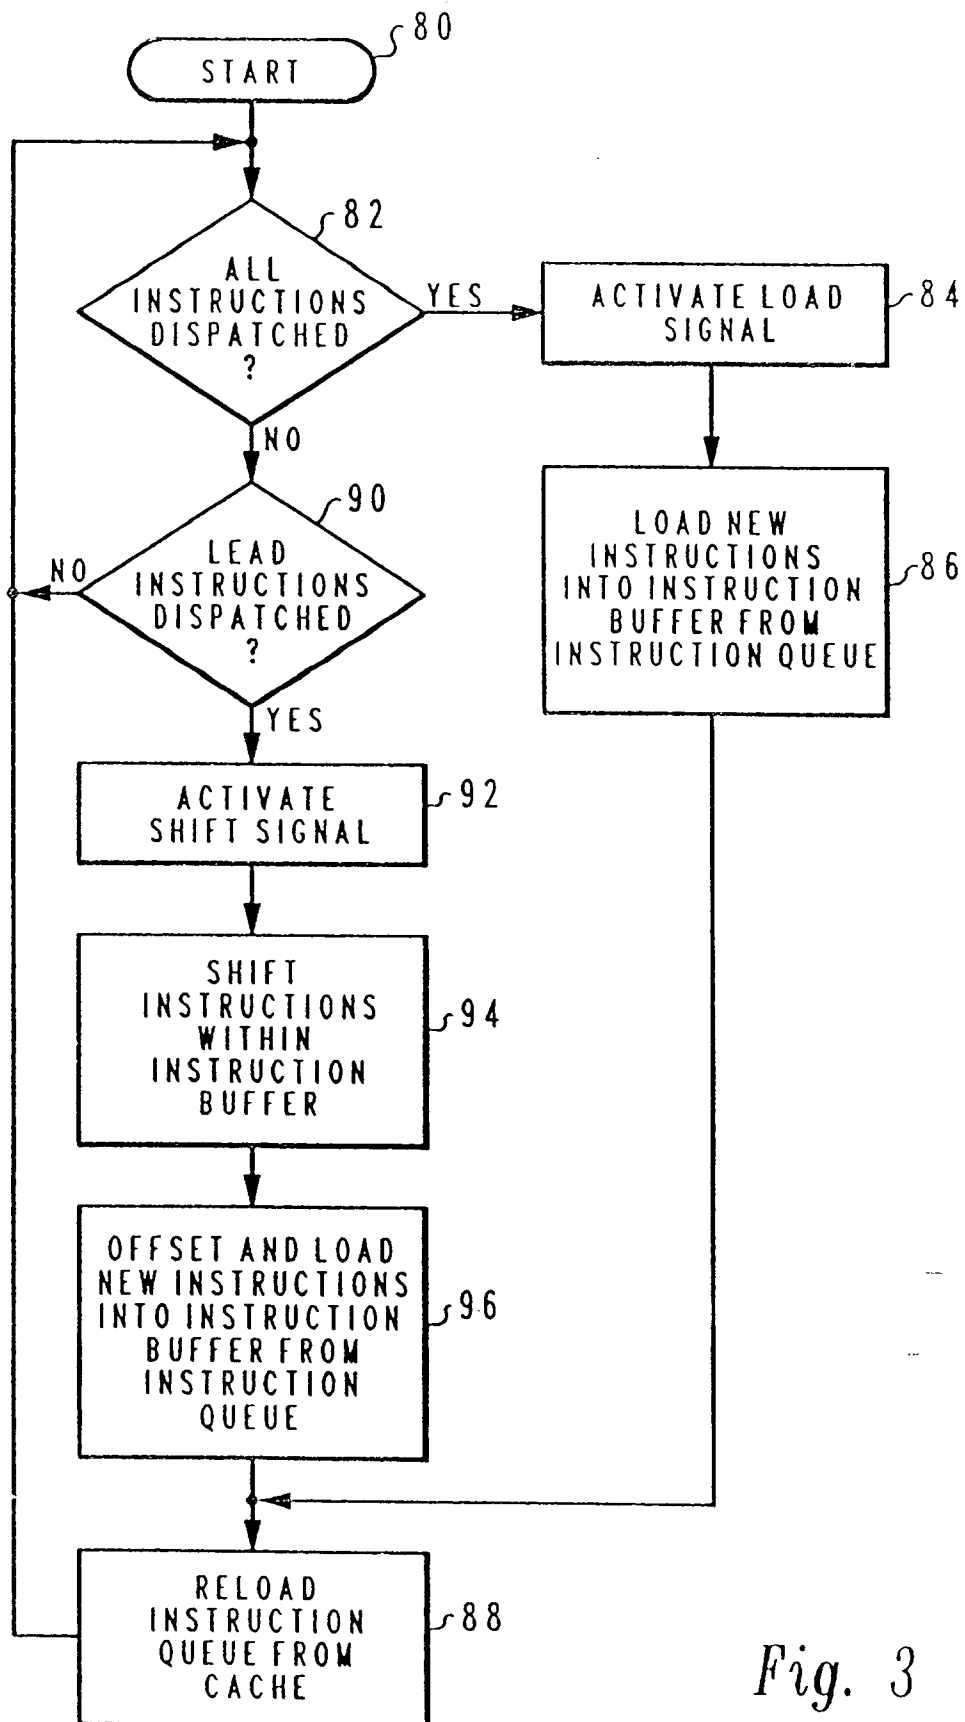 80
START
82
ALL
INSTRUCTIONS
DISPATCHED
?
YES
ACTIVATE LOAD
SIGNAL
84
NO
90
LEAD
INSTRUCTIONS
DISPATCHED
?
NO
LOAD NEW
INSTRUCTIONS
INTO INSTRUCTION
BUFFER FROM
INSTRUCTION QUEUE
86
YES
ACTIVATE
SHIFT SIGNAL
92
SHIFT
INSTRUCTIONS
WITHIN
INSTRUCTION
BUFFER
94
OFFSET AND LOAD
NEW INSTRUCTIONS
INTO INSTRUCTION
BUFFER FROM
INSTRUCTION
QUEUE
96
RELOAD
INSTRUCTION
QUEUE FROM
CACHE
88
Fig. 3